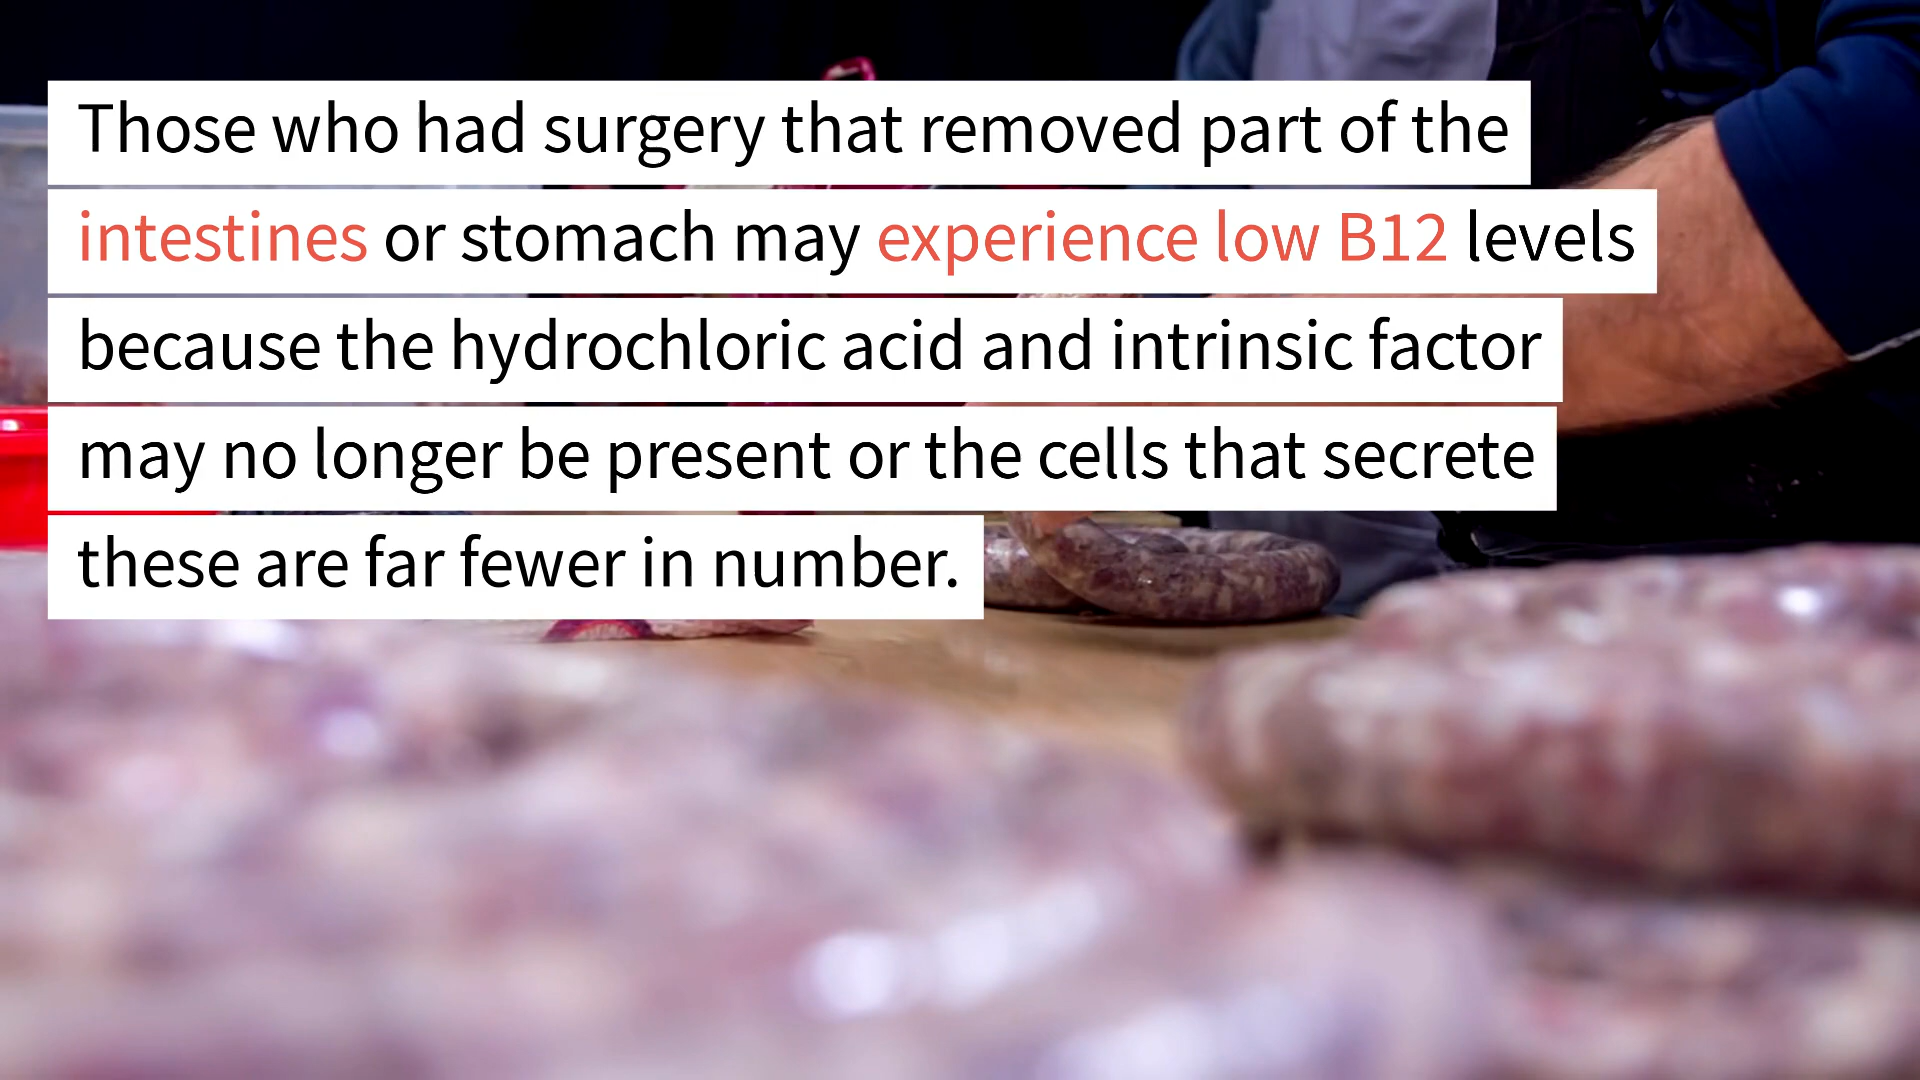 Those who had surgery that removed part of the
intestines or stomach may experience low B12 levels
because the hydrochloric acid and intrinsic factor
may no longer be present or the cells that secrete
these are far fewer in number.